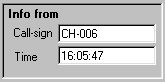 Info from
Call-sign CH-006
Time 16:05:47